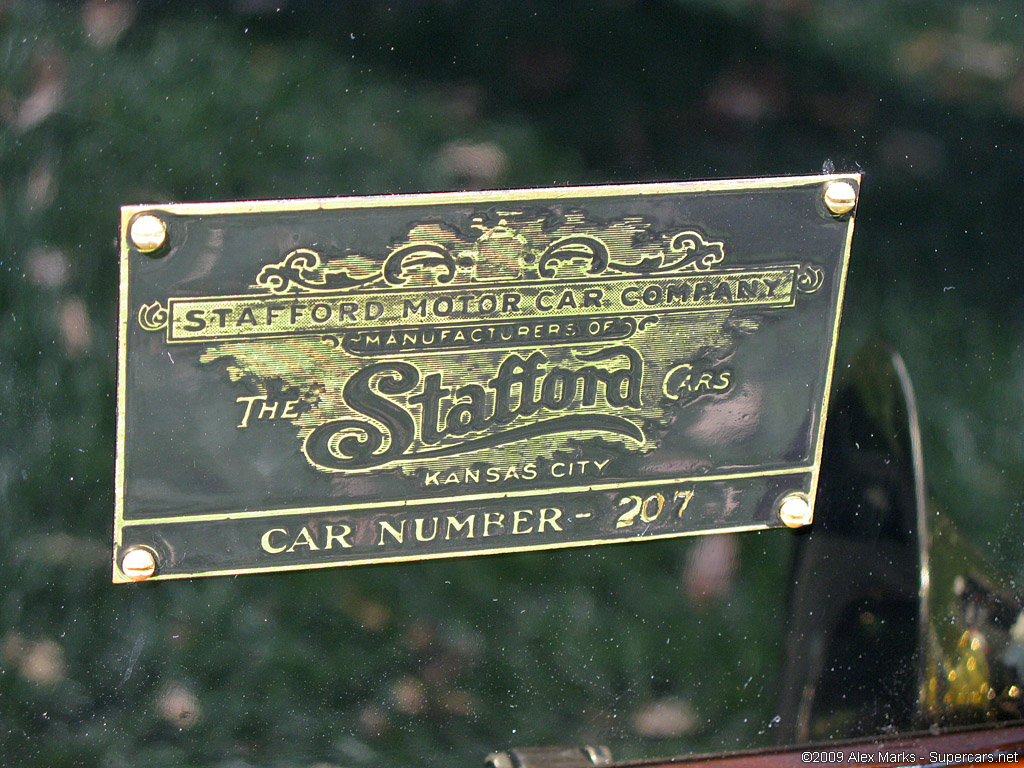 STAFFORD MOTOR CAR COMPANY
MANUFACTURERS OF
THE Stafford CARS
KANSAS CITY
CAR NUMBER - 207
©2009 Alex Marks - Supercars.net